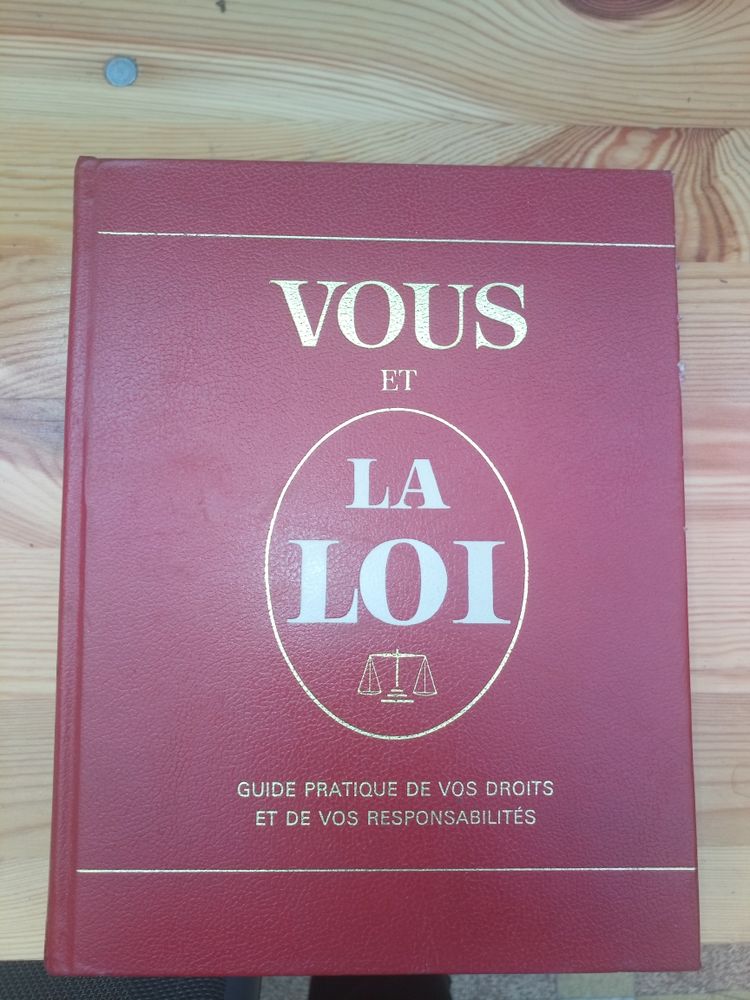 VOUS
ET
LA
LOI
GUIDE PRATIQUE DE VOS DROITS
ET DE VOS RESPONSABILITÉS